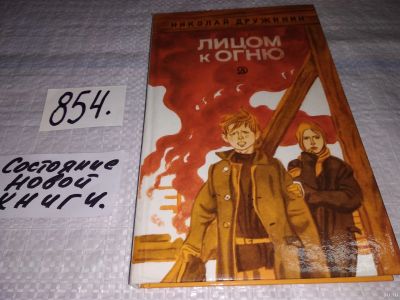 НИКОЛАЙ ДРУЖИНИН
ЛИЦОМ
К ОГНЮ
854.
Состояние
новой
книги.